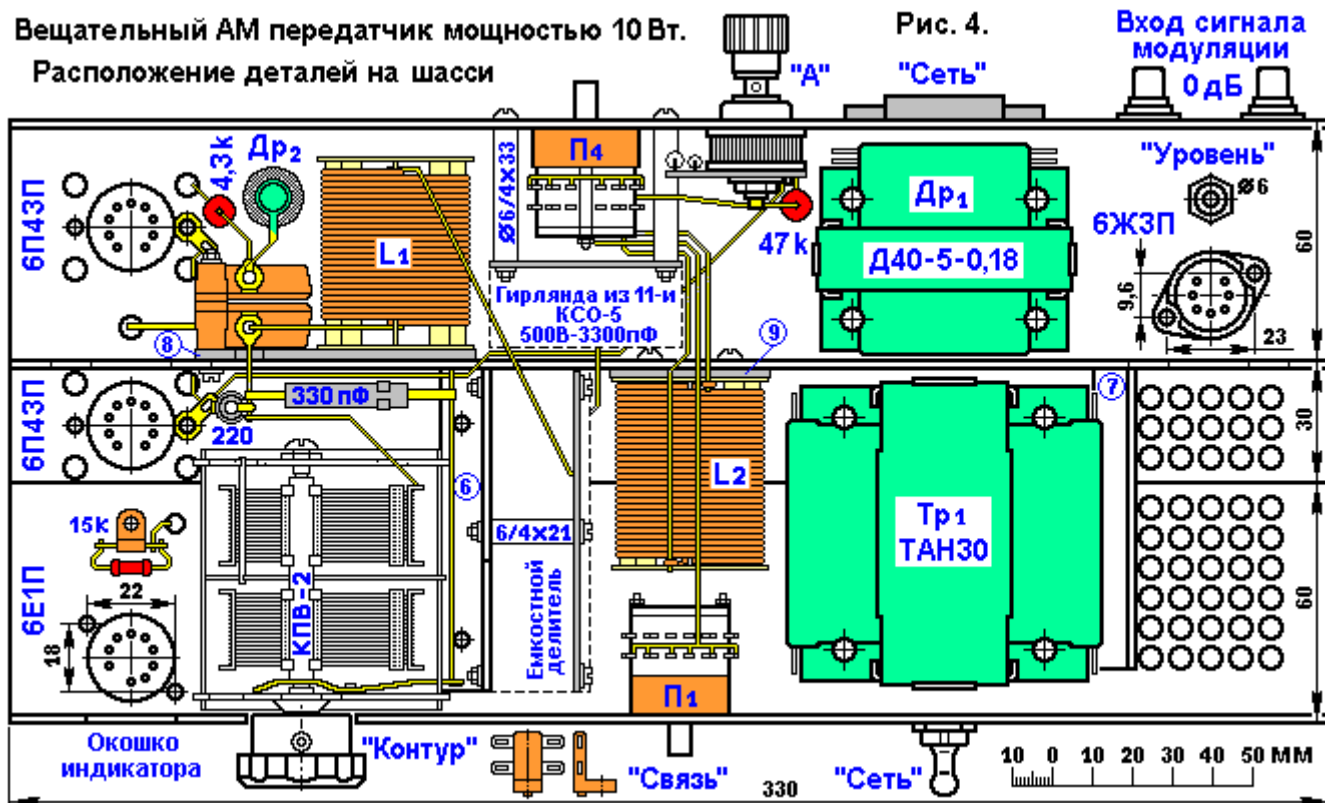 Вещательный АМ передатчик мощностью 10 Вт.
Расположение деталей на шасси
Рис. 4.
Вход сигнала
модуляции
0 дБ
"А"
"Сеть"
"Уровень"
ø6
6П43П
4,3k
Др2
L1
ø6/4x33
П4
47k
Др1
Д40-5-0,18
6Ж3П
9,6
23
60
Гирлянда из 11-и
КСО-5
500В-3300пФ
8
9
6П43П
330 пФ
220
6
7
30
L2
15k
КПВ-2
6/4x21
Тр1
ТАН30
6Е1П
22
18
Емкостной
делитель
60
П1
Окошко
индикатора
"Контур"
"Связь"
"Сеть"
10 0 10 20 30 40 50 мм
330